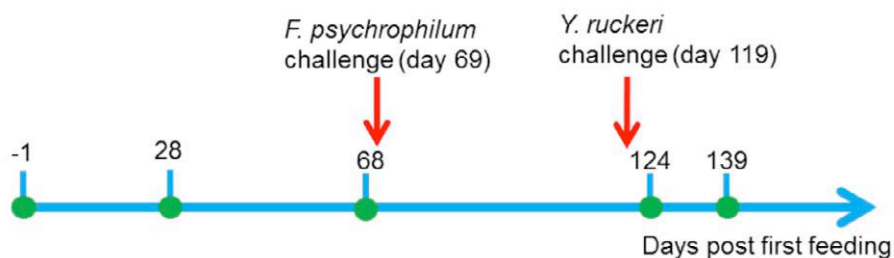 F. psychrophilum
challenge (day 69)
Y. ruckeri
challenge (day 119)
-1
28
68
124
139
Days post first feeding